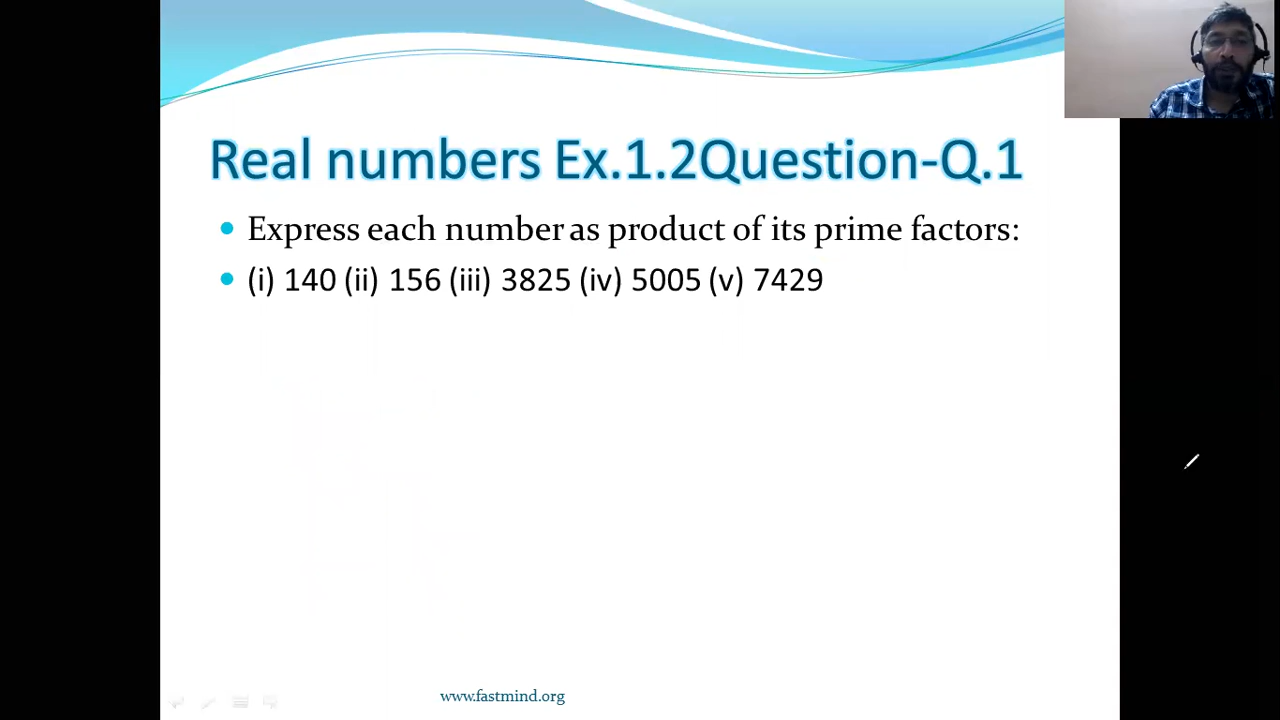 Real numbers Ex.1.2Question-Q.1
Express each number as product of its prime factors:
(i) 140 (ii) 156 (iii) 3825 (iv) 5005 (v) 7429
www.fastmind.org